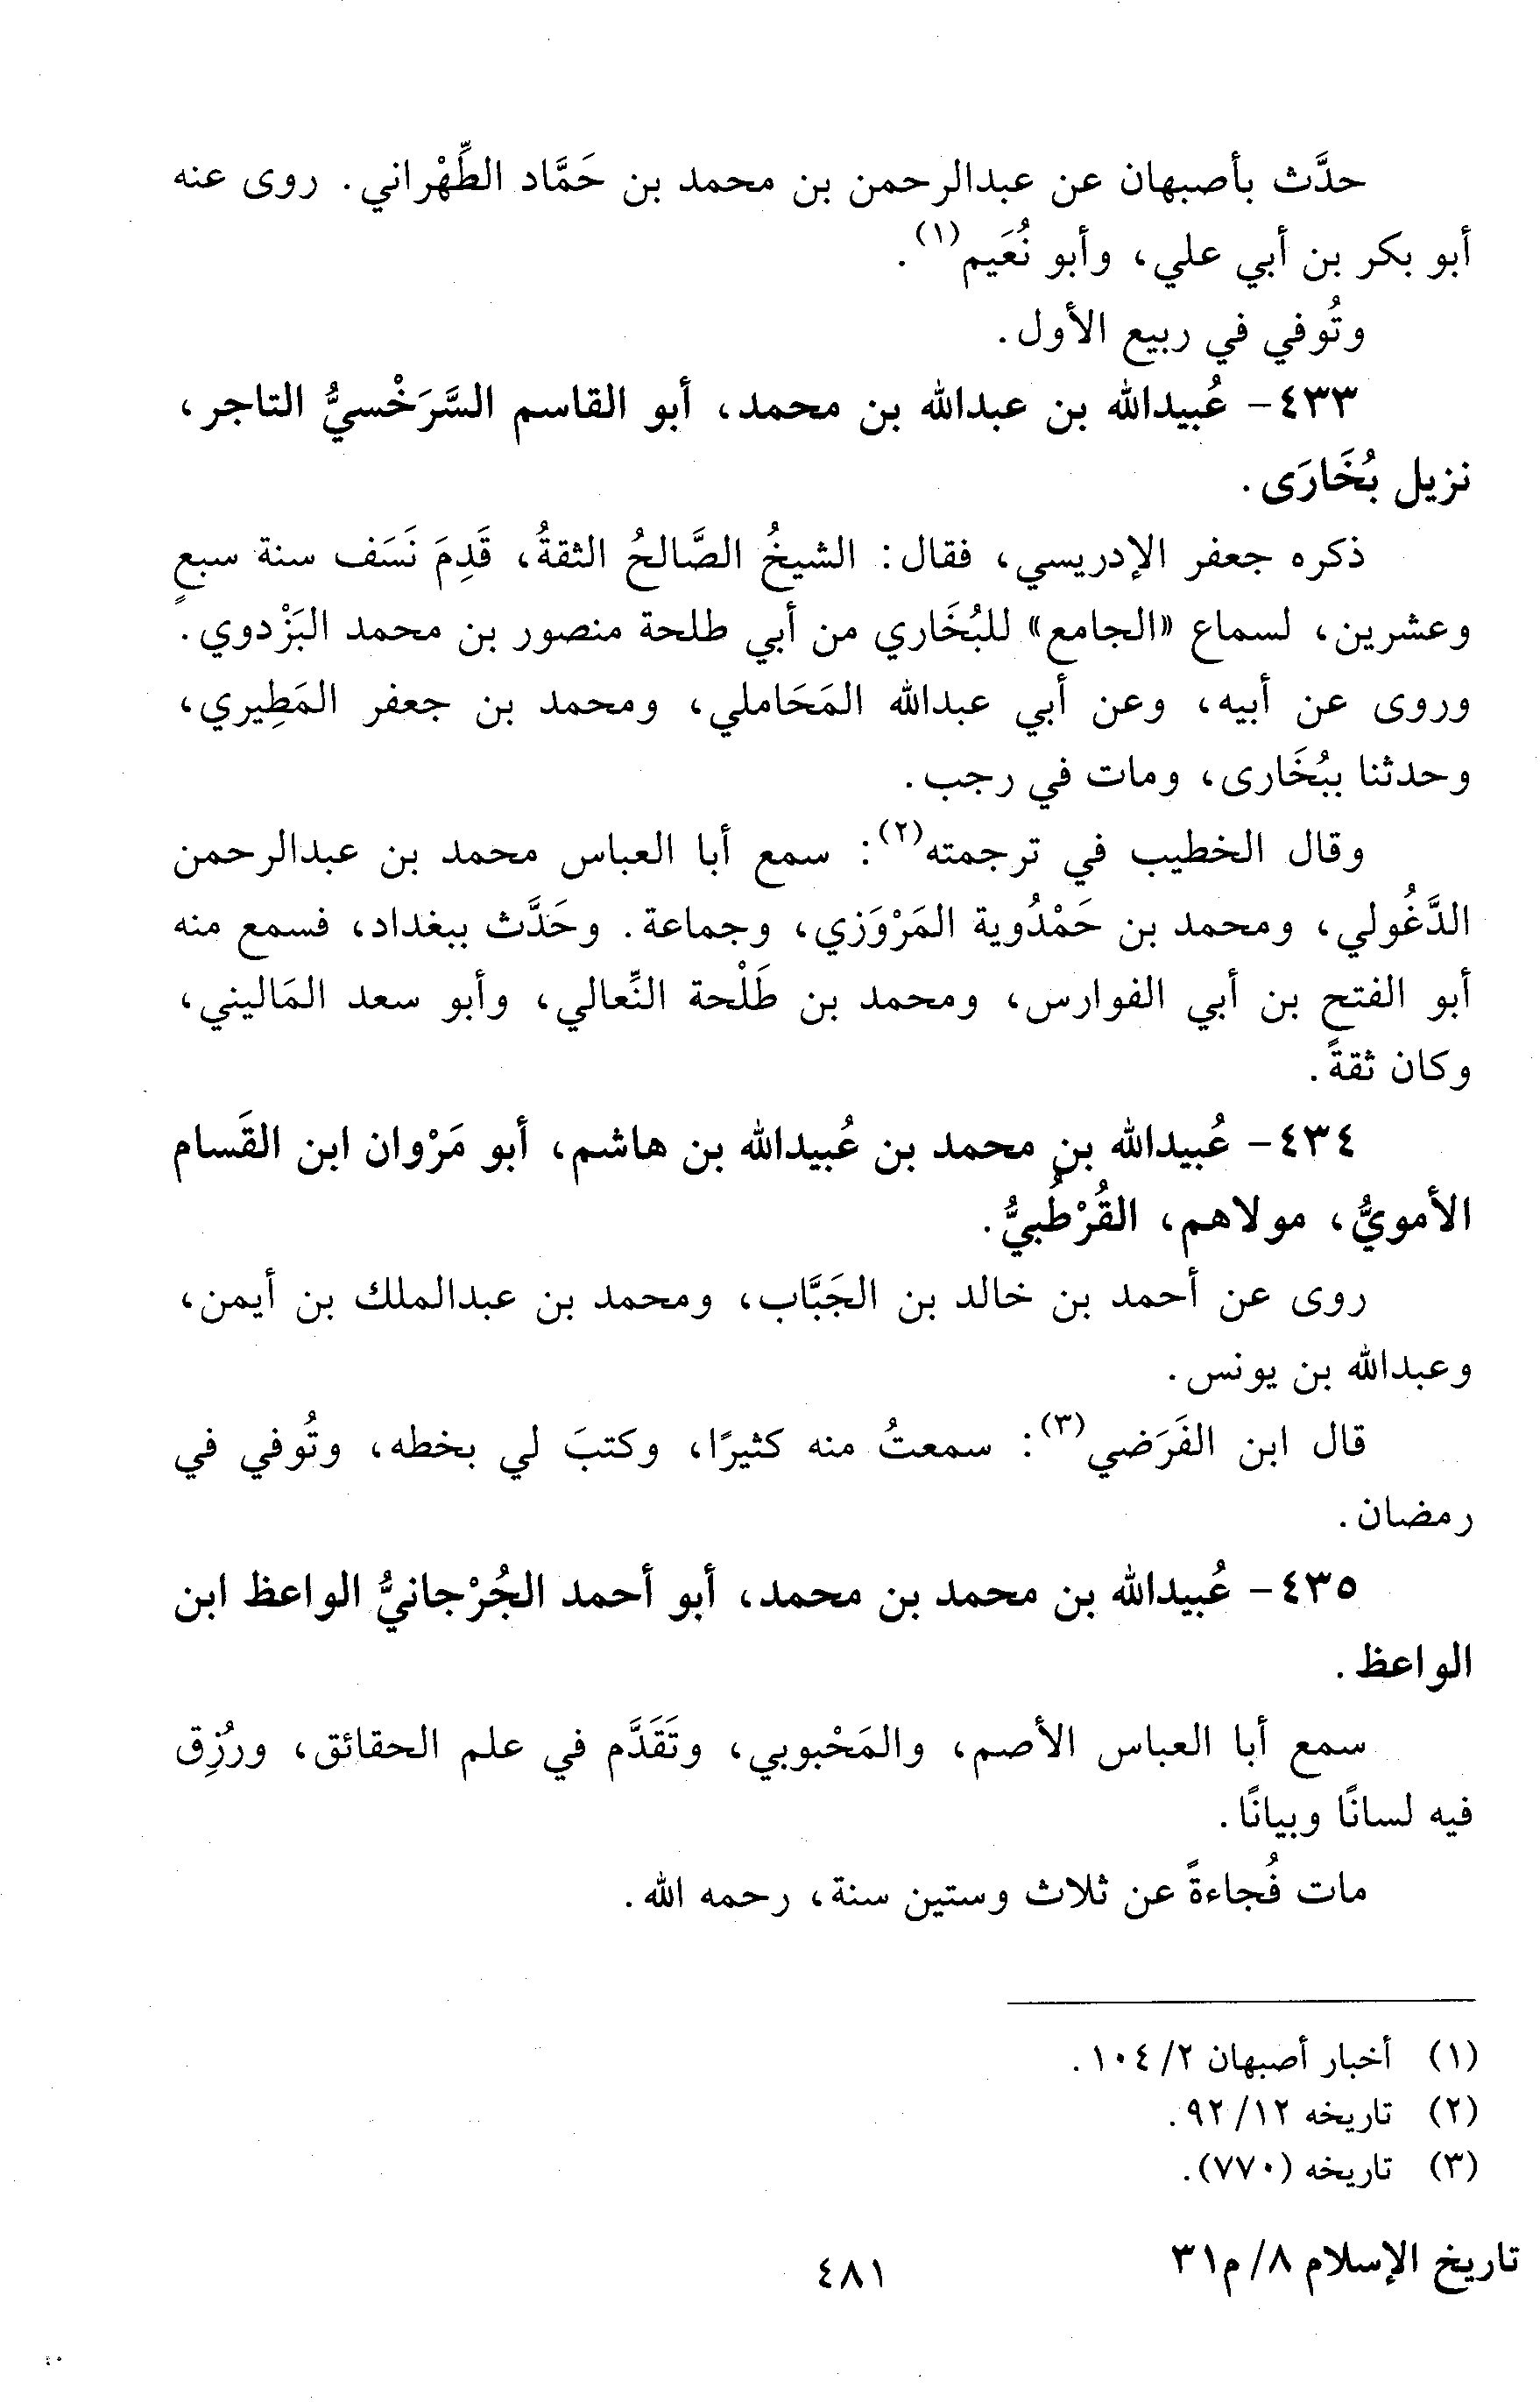 حدَّث بأصبهان عن عبدالرحمن بن محمد بن حَمَّاد الطِّهْراني. روى عنه
أبو بكر بن أبي علي، وأبو نُعَيم(١).
وتُوفي في ربيع الأول.
٤٣٣- عُبيدالله بن عبدالله بن محمد، أبو القاسم السَّرَخْسيُّ التاجر،
نزيل بُخَارَى.
ذكره جعفر الإدريسي، فقال: الشيخُ الصَّالحُ الثقةُ، قَدِمَ نَسَف سنة سبعٍ
وعشرين، لسماع «الجامع» للبُخَاري من أبي طلحة منصور بن محمد البَزْدوي.
وروى عن أبيه، وعن أبي عبدالله المَحَاملي، ومحمد بن جعفر المَطِيري،
وحدثنا ببُخَارى، ومات في رجب.
وقال الخطيب في ترجمته(٢): سمع أبا العباس محمد بن عبدالرحمن
الدَّغُولي، ومحمد بن حَمْدُوية المَرْوَزي، وجماعة. وحَدَّث ببغداد، فسمع منه
أبو الفتح بن أبي الفوارس، ومحمد بن طَلْحة النِّعالي، وأبو سعد المَاليني،
وكان ثقةً.
٤٣٤- عُبيدالله بن محمد بن عُبيدالله بن هاشم، أبو مَرْوان ابن القَسام
الأمويُّ، مولاهم، القُرْطُبيُّ.
روى عن أحمد بن خالد بن الجَبَّاب، ومحمد بن عبدالملك بن أيمن،
وعبدالله بن يونس.
قال ابن الفَرَضي(٣): سمعتُ منه كثيرًا، وكتبَ لي بخطه، وتُوفي في
رمضان.
٤٣٥- عُبيدالله بن محمد بن محمد، أبو أحمد الجُرْجانيُّ الواعظ ابن
الواعظ.
سمع أبا العباس الأصم، والمَحْبوبي، وتَقَدَّم في علم الحقائق، ورُزِق
فيه لسانًا وبيانًا.
مات فُجاءةً عن ثلاث وستين سنة، رحمه الله.
(١) أخبار أصبهان ٢/ ١٠٤.
(٢) تاريخه ١٢/ ٩٢.
(٣) تاريخه (٧٧٠).
تاريخ الإسلام ٨/ م٣١
٤٨١